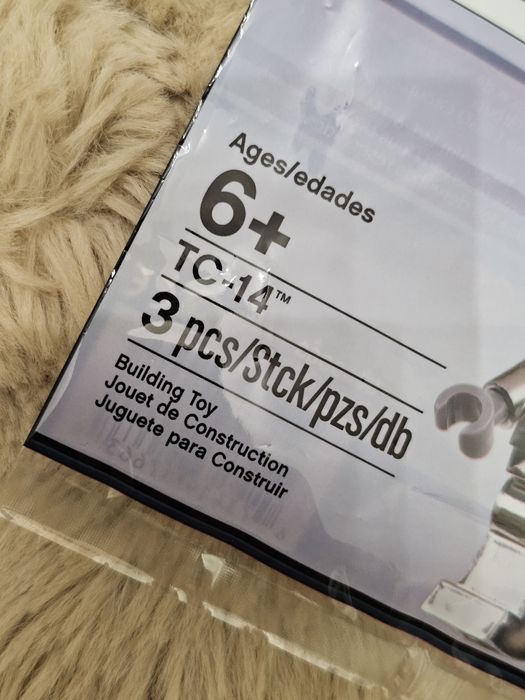 Ages/edades
6+
TC-14™
3 pcs/Stck/pzs/db
Building Toy
Jouet de Construction
Juguete para Construir